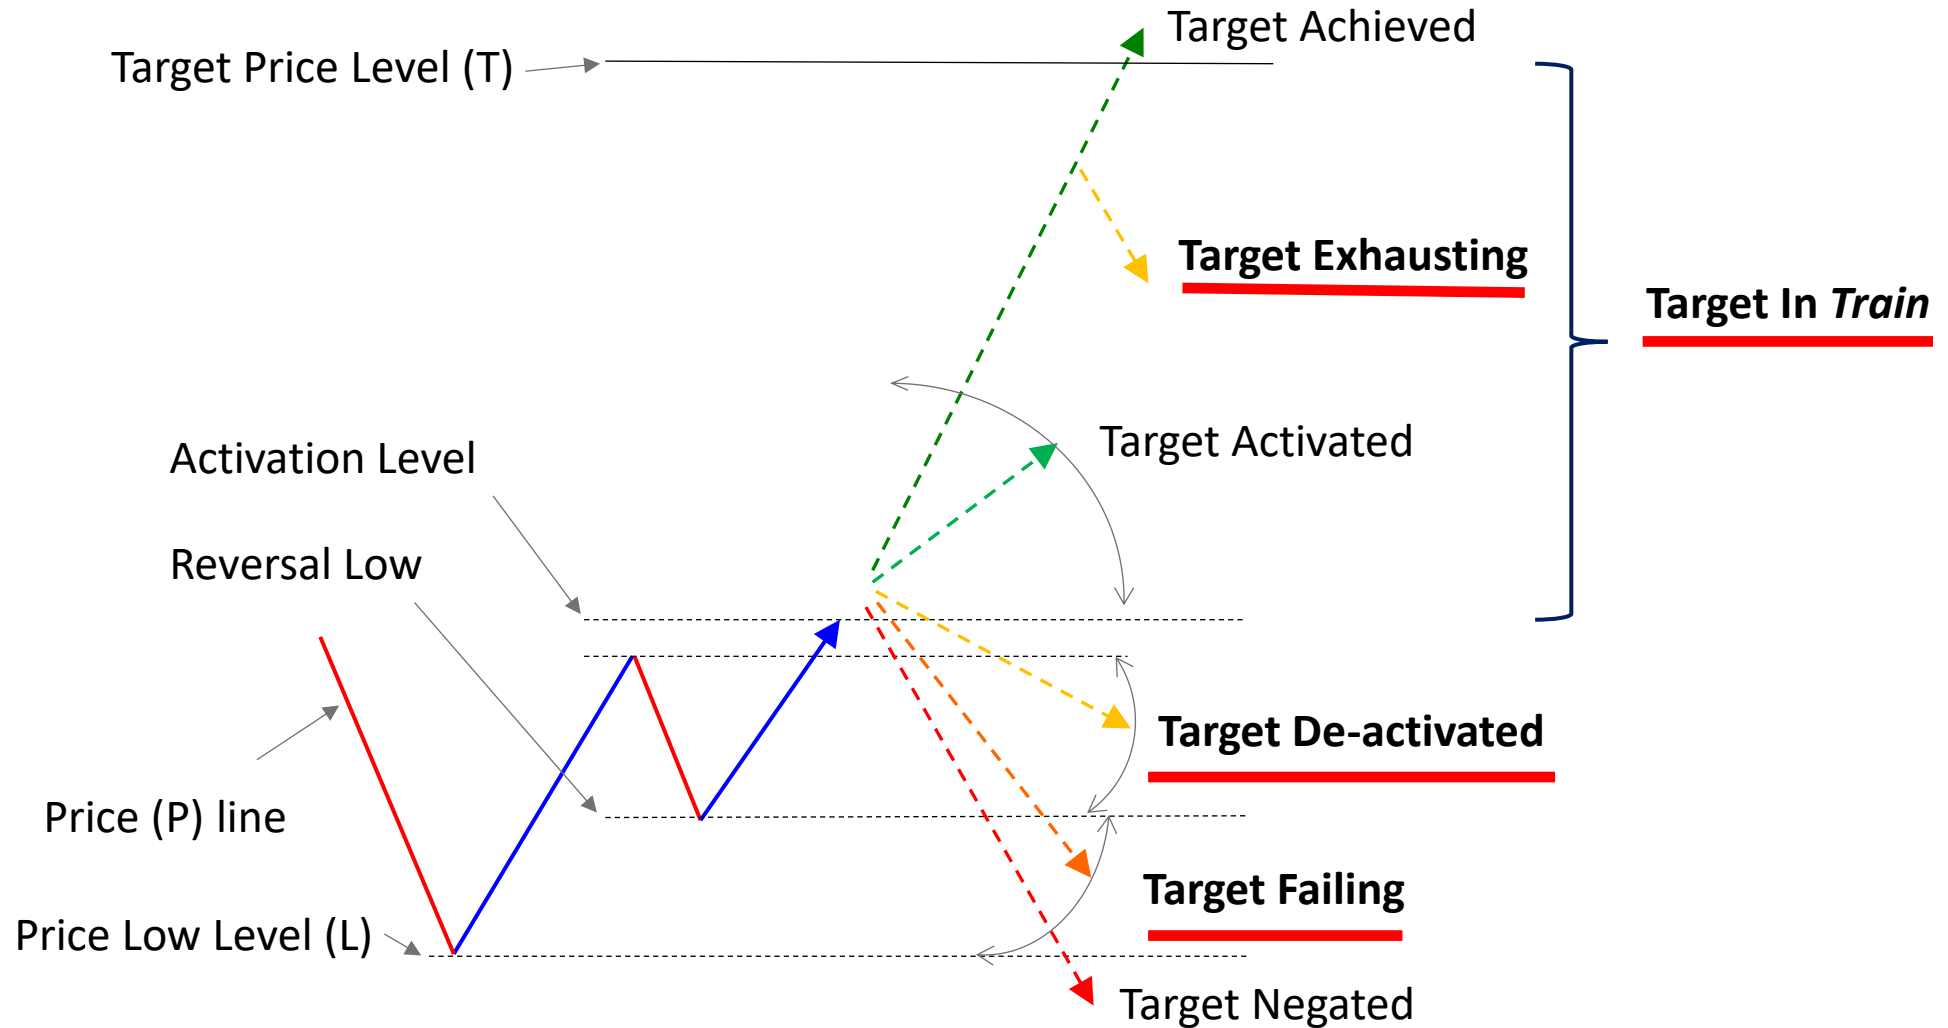 Target Achieved
Target Price Level (T)
Target Exhausting
Target In Train
Target Activated
Activation Level
Reversal Low
Target De-activated
Price (P) line
Target Failing
Price Low Level (L)
Target Negated